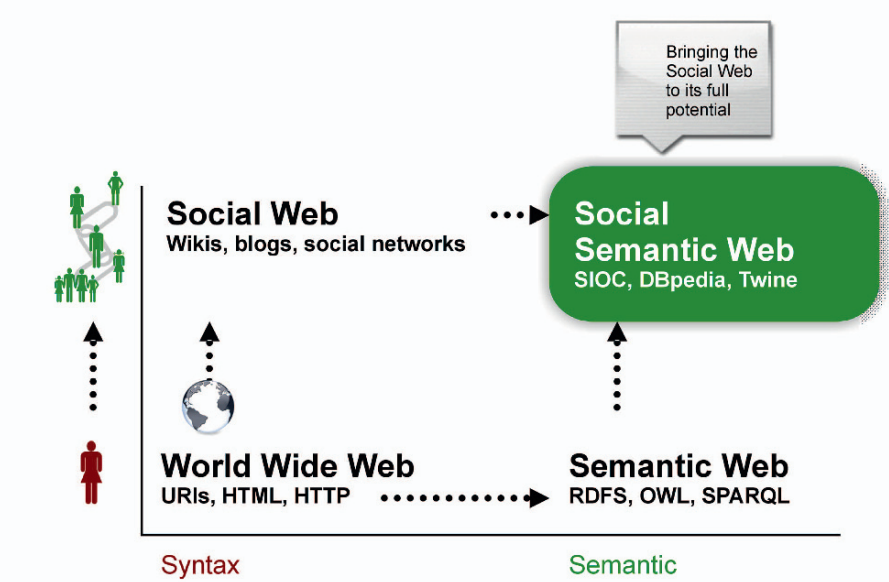 Bringing the
Social Web
to its full
potential
Social Web
Wikis, blogs, social networks
Social
Semantic Web
SIOC, DBpedia, Twine
World Wide Web
URIs, HTML, HTTP
Semantic Web
RDFS, OWL, SPARQL
Syntax
Semantic